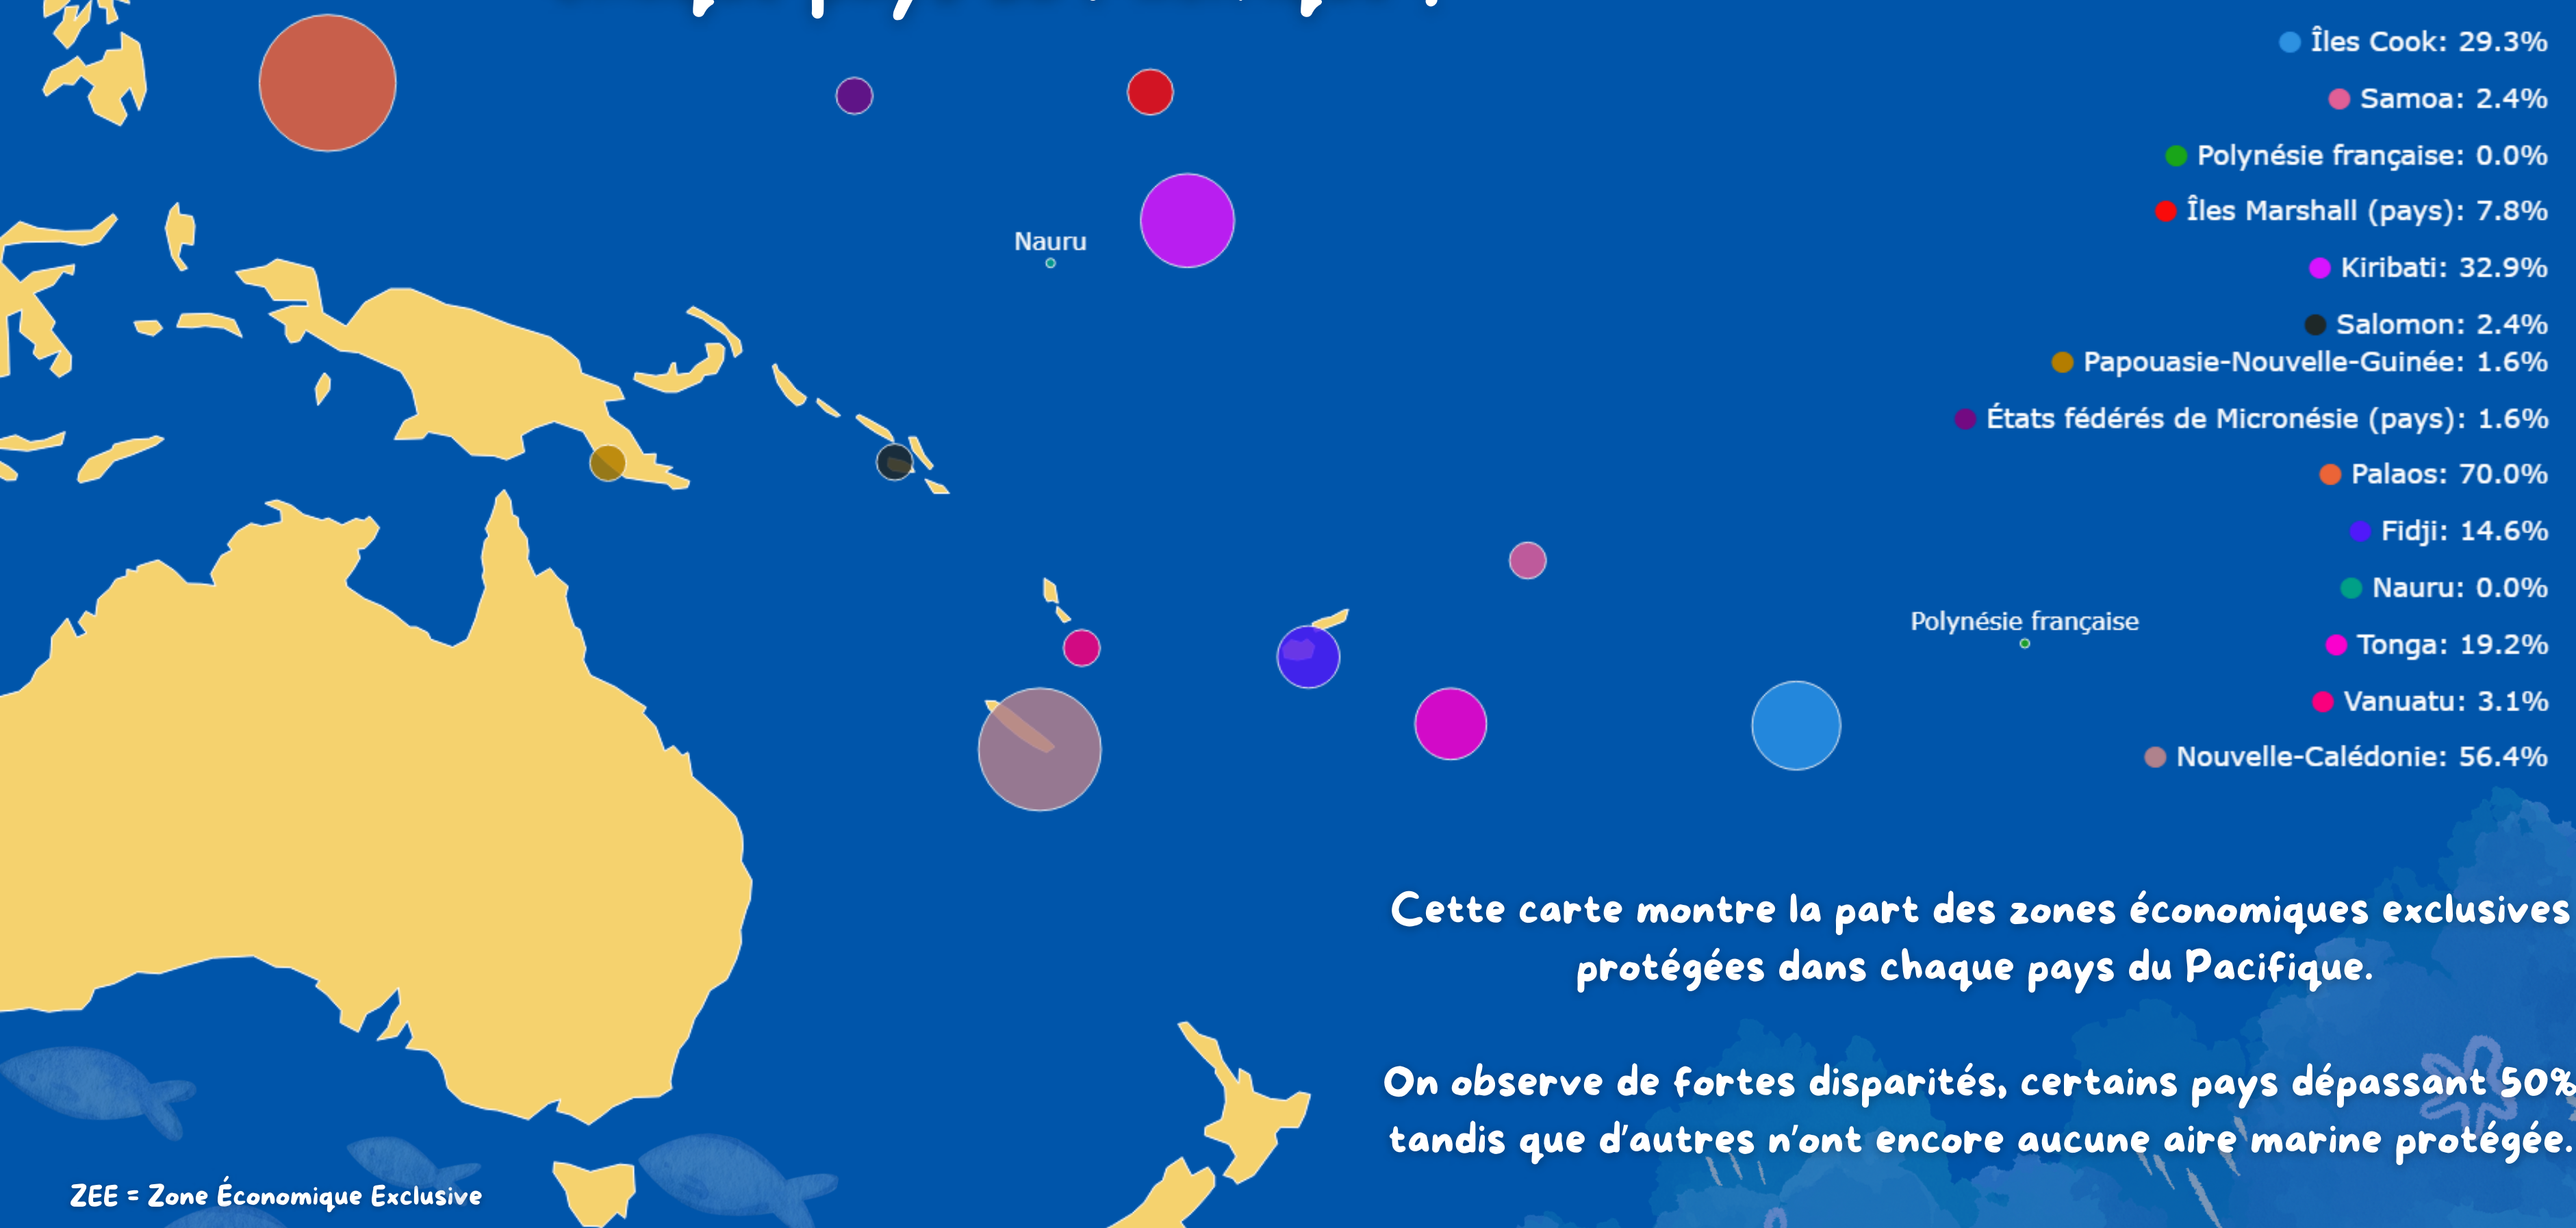 Îles Cook: 29.3%
Samoa: 2.4%
Polynésie française: 0.0%
Îles Marshall (pays): 7.8%
Kiribati: 32.9%
Salomon: 2.4%
Papouasie-Nouvelle-Guinée: 1.6%
États fédérés de Micronésie (pays): 1.6%
Palaos: 70.0%
Fidji: 14.6%
Nauru: 0.0%
Tonga: 19.2%
Vanuatu: 3.1%
Nouvelle-Calédonie: 56.4%
Nauru
Polynésie française
Cette carte montre la part des zones économiques exclusives
protégées dans chaque pays du Pacifique.
On observe de fortes disparités, certains pays dépassant 50%
tandis que d'autres n'ont encore aucune aire marine protégée.
ZEE = Zone Économique Exclusive